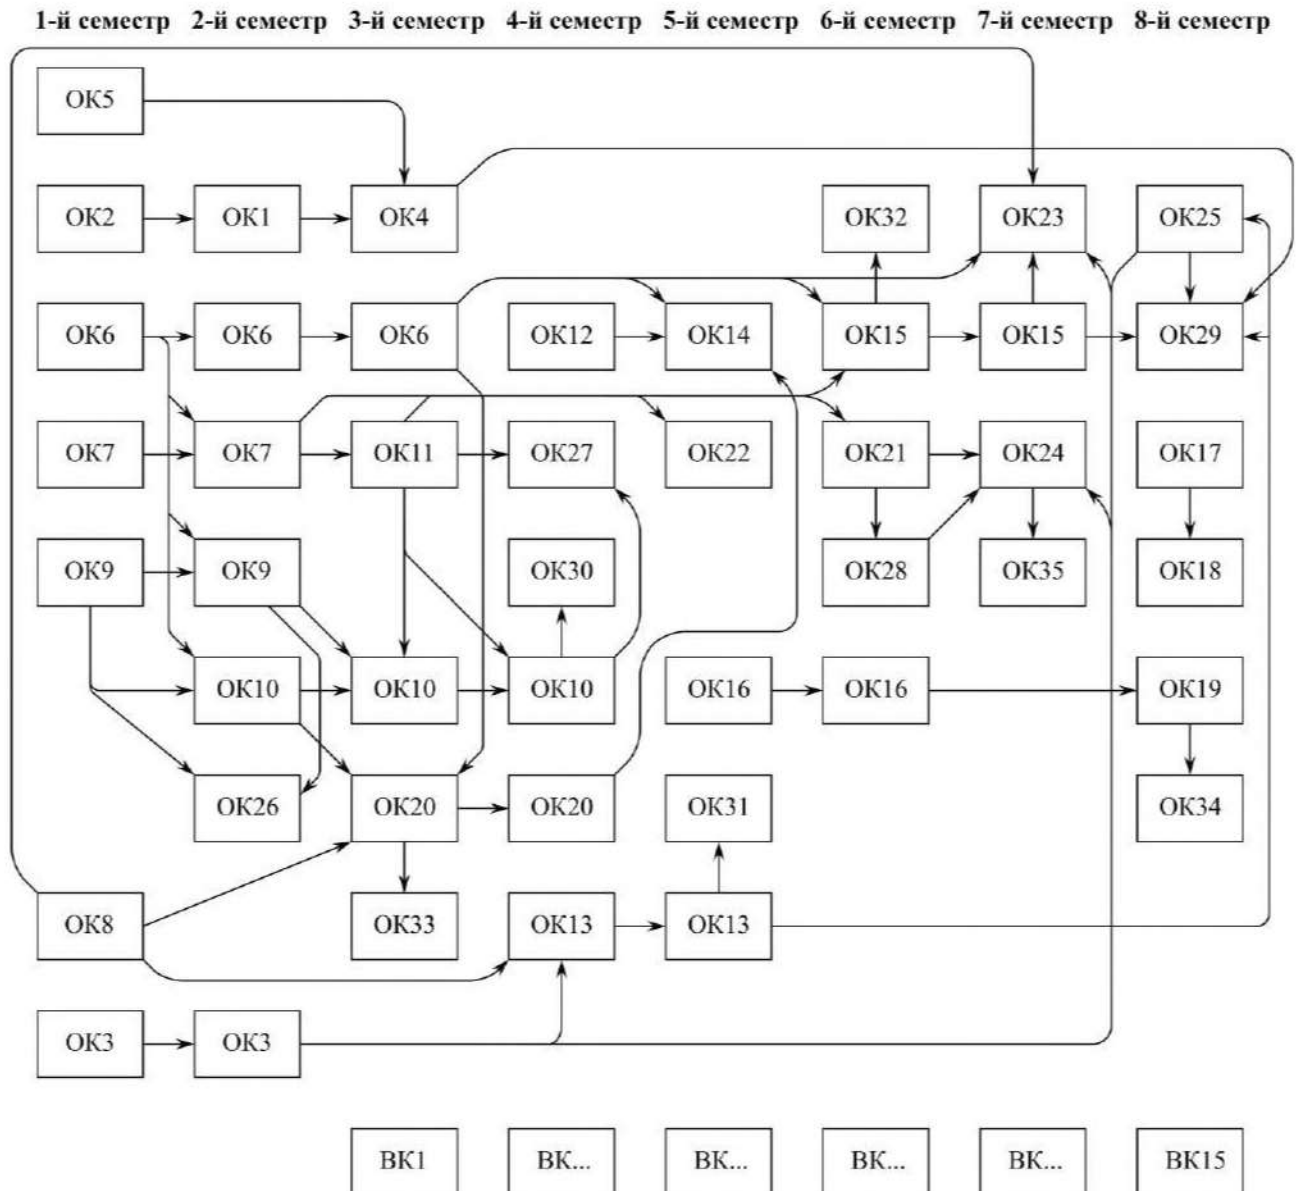 1-й семестр 2-й семестр 3-й семестр 4-й семестр 5-й семестр 6-й семестр 7-й семестр 8-й семестр
ОК5
ОК2 ОК1 ОК4 ОК32 ОК23 ОК25
ОК6 ОК6 ОК6 ОК12 ОК14 ОК15 ОК15 ОК29
ОК7 ОК7 ОК11 ОК27 ОК22 ОК21 ОК24 ОК17
ОК9 ОК9 ОК30 ОК28 ОК35 ОК18
ОК10 ОК10 ОК10 ОК16 ОК16 ОК19
ОК26 ОК20 ОК20 ОК31 ОК34
ОК8 ОК33 ОК13 ОК13
ОК3 ОК3
ВК1 ВК... ВК... ВК... ВК... ВК15